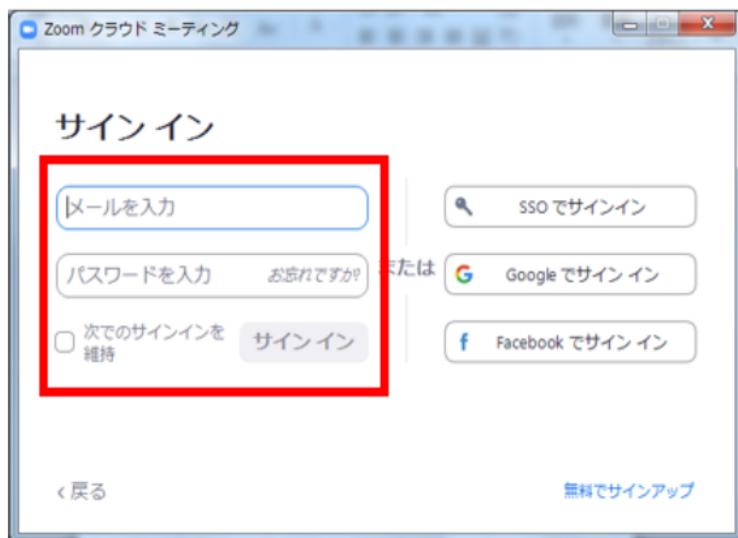 Zoom クラウド ミーティング
サイン イン
メールを入力
パスワードを入力 お忘れですか?
次でのサインインを
維持
サイン イン
または
SSO でサインイン
Google でサイン イン
Facebook でサイン イン
戻る
無料でサインアップ